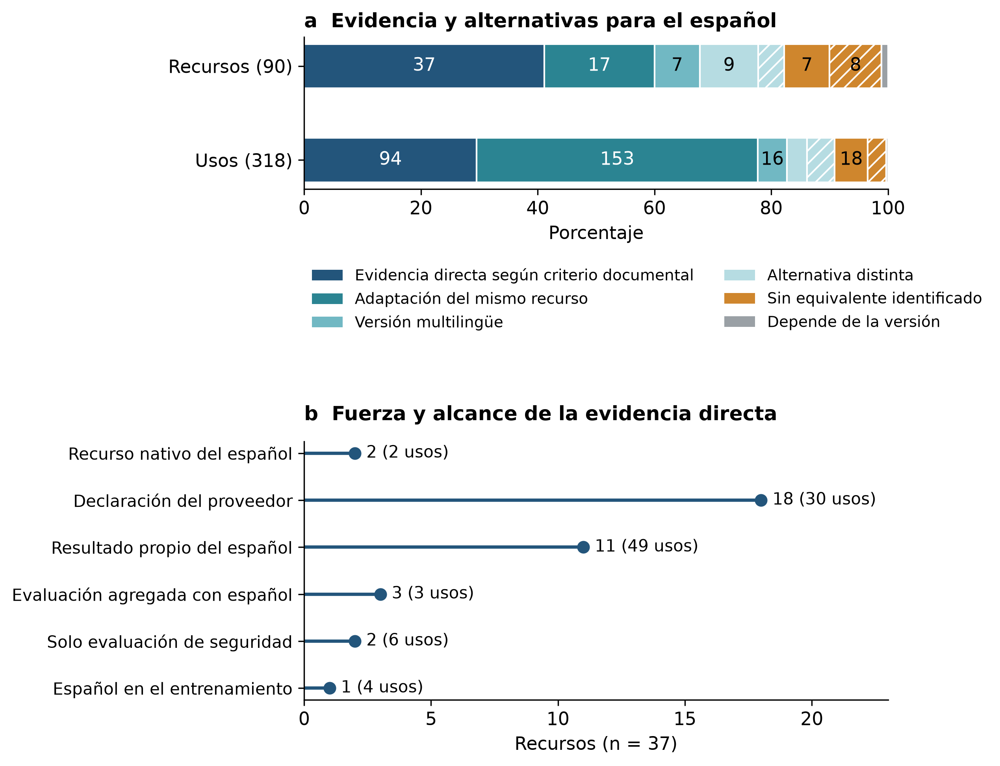 a Evidencia y alternativas para el español
Recursos (90)
37 17 7 9 7 8
Usos (318)
94 153 16 18
0 20 40 60 80 100
Porcentaje
Evidencia directa según criterio documental
Adaptación del mismo recurso
Versión multilingüe
Alternativa distinta
Sin equivalente identificado
Depende de la versión
b Fuerza y alcance de la evidencia directa
Recurso nativo del español 2 (2 usos)
Declaración del proveedor 18 (30 usos)
Resultado propio del español 11 (49 usos)
Evaluación agregada con español 3 (3 usos)
Solo evaluación de seguridad 2 (6 usos)
Español en el entrenamiento 1 (4 usos)
0 5 10 15 20
Recursos (n = 37)